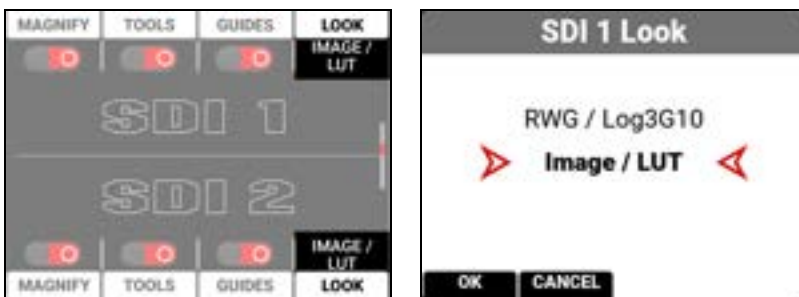 MAGNIFY TOOLS GUIDES LOOK
IMAGE /
LUT
SDI 1
SDI 2
IMAGE /
LUT
MAGNIFY TOOLS GUIDES LOOK
SDI 1 Look
RWG / Log3G10
Image / LUT
OK CANCEL